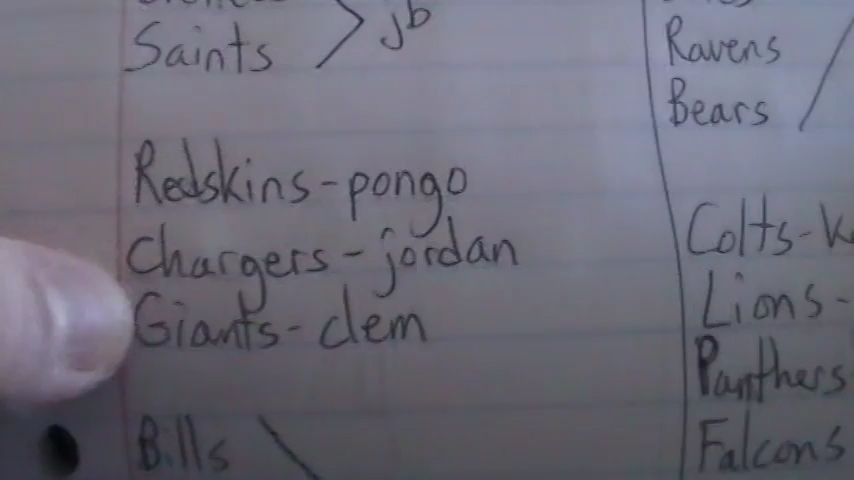 Saints > jb
Redskins-pongo
Chargers-jordan
Giants-clem
Bills
Ravens
Bears
Colts-
Lions-
Panthers
Falcons